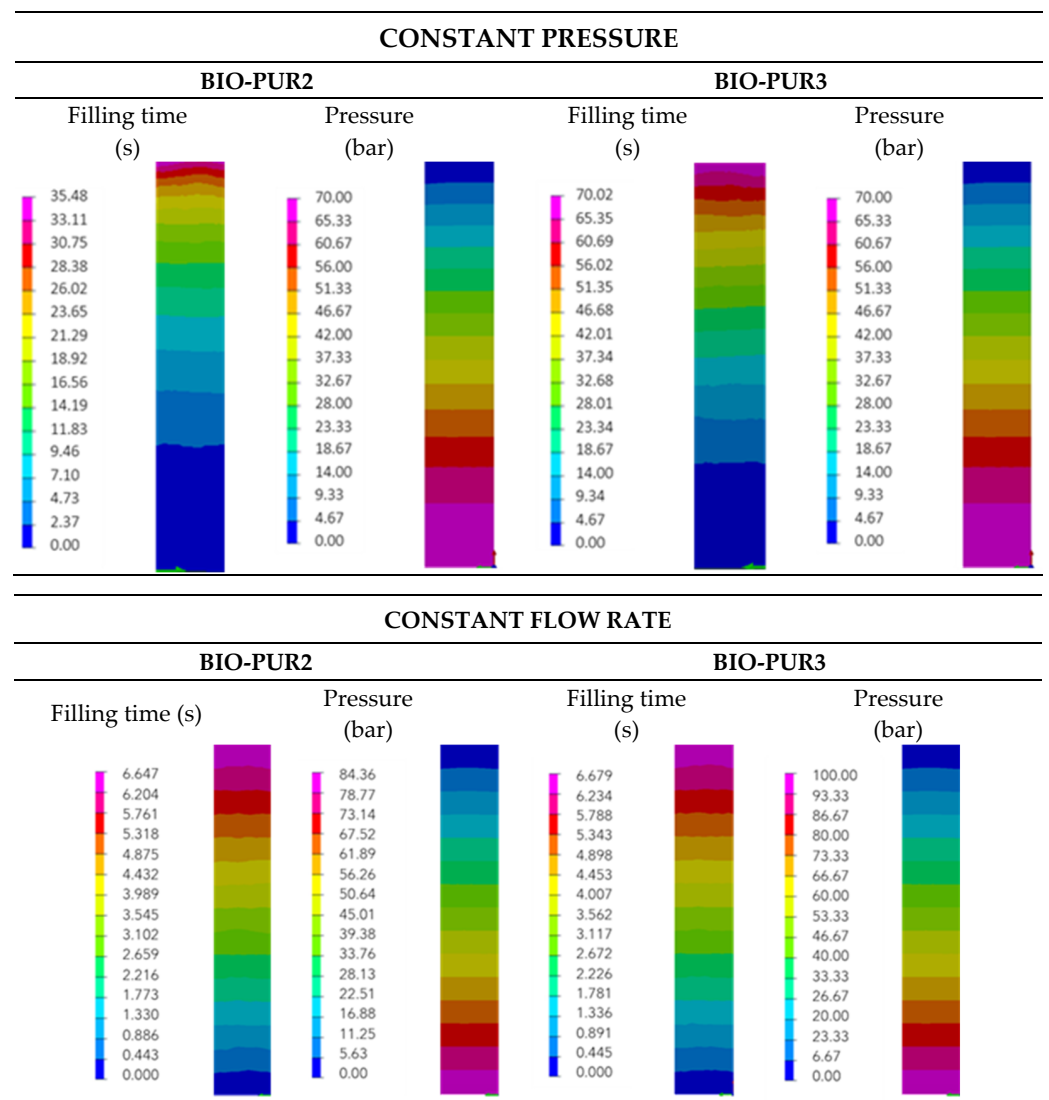 CONSTANT PRESSURE
BIO-PUR2 BIO-PUR3
Filling time (s)
Pressure (bar)
Filling time (s)
Pressure (bar)
35.48 70.00 70.02 70.00
33.11 65.33 65.35 65.33
30.75 60.67 60.69 60.67
28.38 56.00 56.02 56.00
26.02 51.33 51.35 51.33
23.65 46.67 46.68 46.67
21.29 42.00 42.01 42.00
18.92 37.33 37.34 37.33
16.56 32.67 32.68 32.67
14.19 28.00 28.01 28.00
11.83 23.33 23.34 23.33
9.46 18.67 18.67 18.67
7.10 14.00 14.00 14.00
4.73 9.33 9.34 9.33
2.37 4.67 4.67 4.67
0.00 0.00 0.00 0.00
CONSTANT FLOW RATE
BIO-PUR2 BIO-PUR3
Filling time (s)
Pressure (bar)
Filling time (s)
Pressure (bar)
6.647 84.36 6.679 100.00
6.204 78.77 6.234 93.33
5.761 73.14 5.788 86.67
5.318 67.52 5.343 80.00
4.875 61.89 4.898 73.33
4.432 56.26 4.453 66.67
3.989 50.64 4.007 60.00
3.545 45.01 3.562 53.33
3.102 39.38 3.117 46.67
2.659 33.76 2.672 40.00
2.216 28.13 2.226 33.33
1.773 22.51 1.781 26.67
1.330 16.88 1.336 20.00
0.886 11.25 0.891 23.33
0.443 5.63 0.445 6.67
0.000 0.00 0.000 0.00